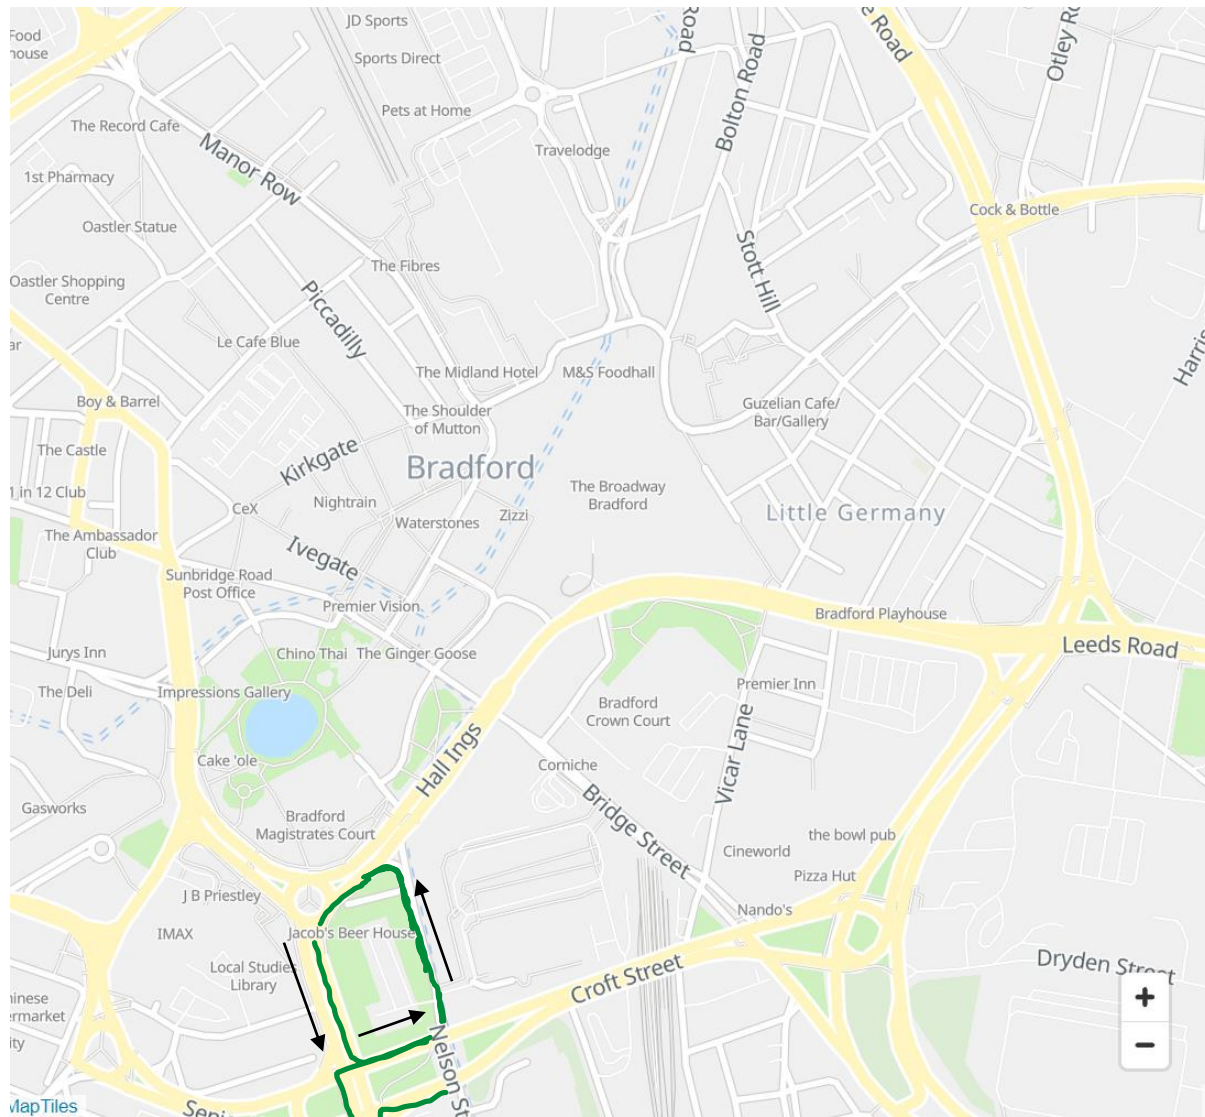 JD Sports
Food
house
Sports Direct
Road
e Road
Otley Ro
Bolton Road
Pets at Home
The Record Cafe
Manor Row
Travelodge
1st Pharmacy
Cock & Bottle
Oastler Statue
Stott Hill
The Fibres
Oastler Shopping
Centre
Piccadilly
Harris
Le Cafe Blue
ar
The Midland Hotel
M&S Foodhall
Boy & Barrel
The Shoulder
of Mutton
Guzelian Cafe/
Bar/Gallery
The Castle
Kirkgate
Bradford
1 in 12 Club
CeX
Nightrain
The Broadway
Bradford
Waterstones
Zizzi
Little Germany
The Ambassador
Club
Ivegate
Sunbridge Road
Post Office
Premier Vision
Bradford Playhouse
Jurys Inn
Chino Thai
The Ginger Goose
Leeds Road
The Deli
Impressions Gallery
Premier Inn
Bradford
Crown Court
Hall Ings
Vicar Lane
Cake 'ole
Corniche
Gasworks
Bradford
Magistrates Court
Bridge Street
the bowl pub
Cineworld
Pizza Hut
J B Priestley
Nando's
IMAX
Jacob's Beer House
Local Studies
Library
Croft Street
Dryden Street
hinese
ermarket
ity
+
−
Nelson St
MapTiles